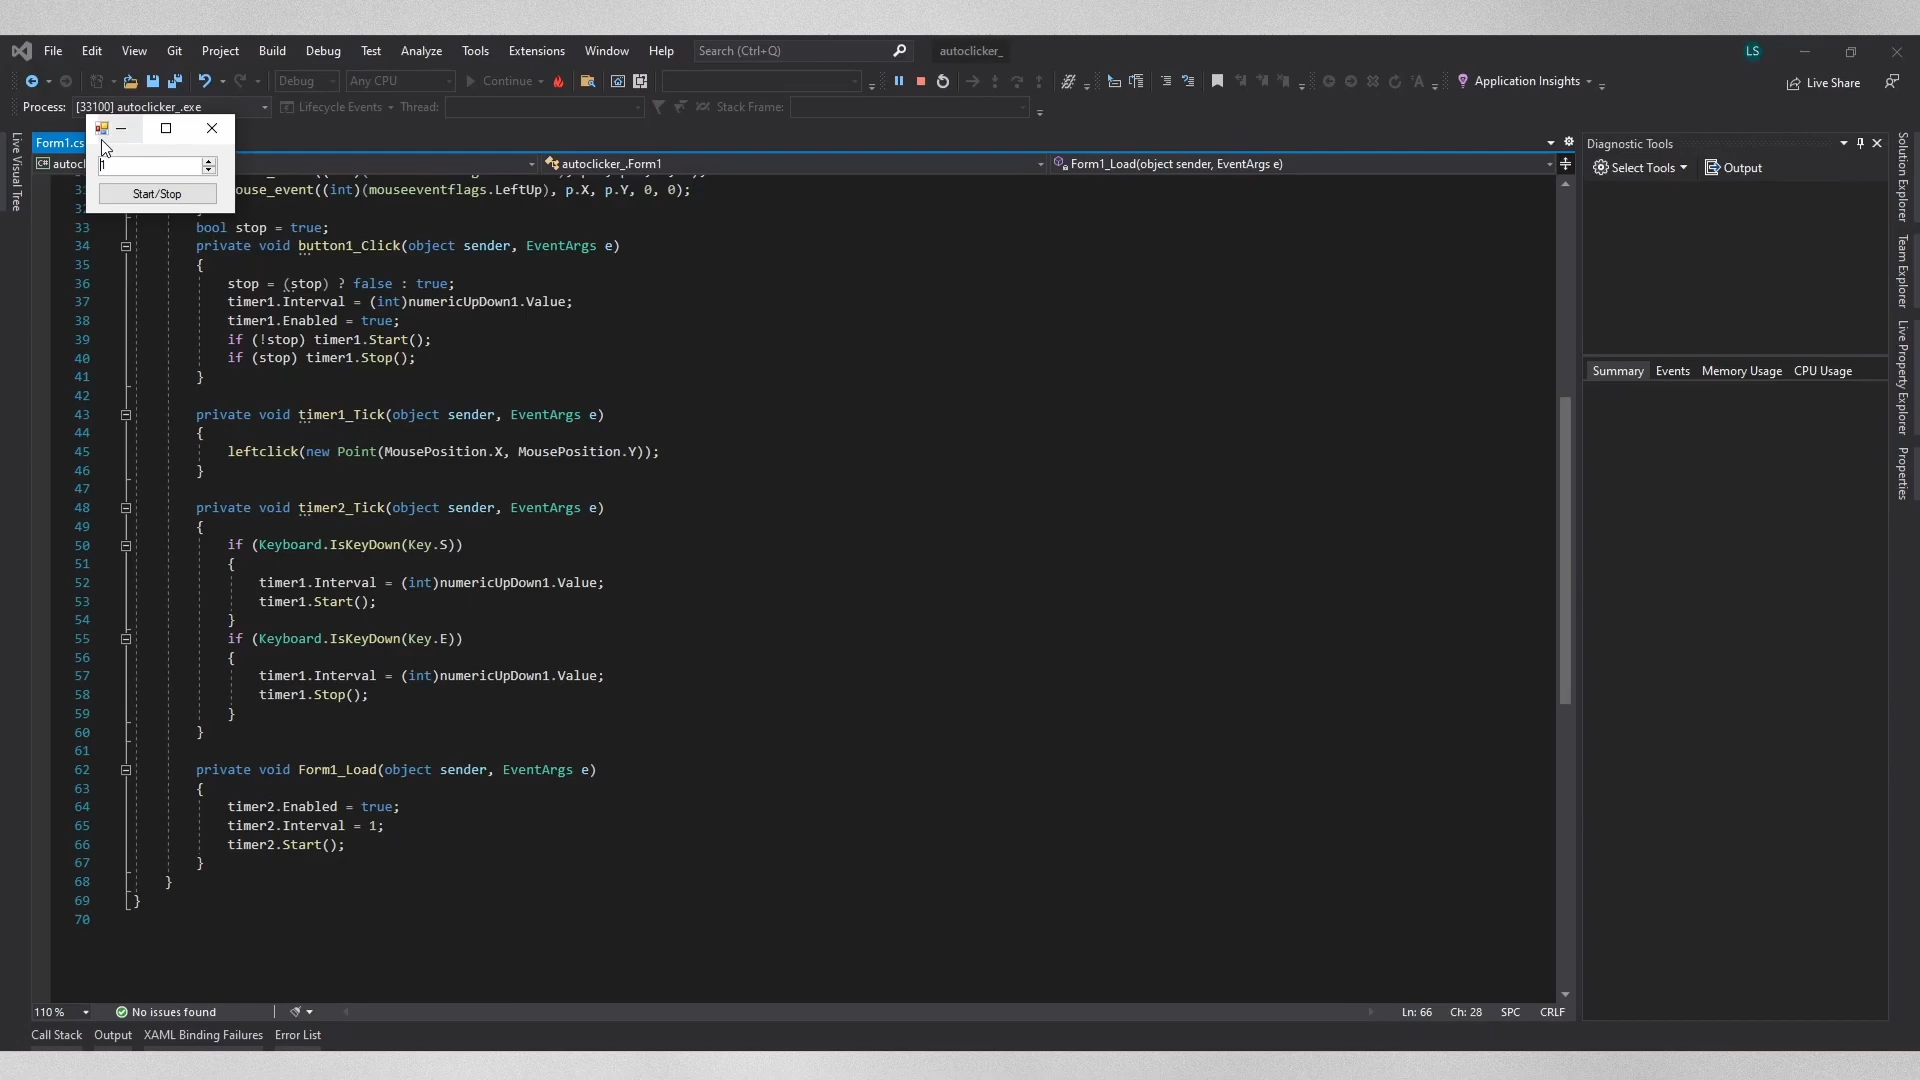 File Edit View Git Project Build Debug Test Analyze Tools Extensions Window Help Search (Ctrl+Q) autoclicker_ LS
Debug Any CPU Continue Application Insights Live Share
Process: [33100] autoclicker_.exe Lifecycle Events Thread: Stack Frame:
Form1.cs
1
Start/Stop
autocl autoclicker_.Form1 Form1_Load(object sender, EventArgs e)
31 ouse_event((int)(mouseeventflags.LeftUp), p.X, p.Y, 0, 0);
33 bool stop = true;
34 private void button1_Click(object sender, EventArgs e)
35 {
36 stop = (stop) ? false : true;
37 timer1.Interval = (int)numericUpDown1.Value;
38 timer1.Enabled = true;
39 if (!stop) timer1.Start();
40 if (stop) timer1.Stop();
41 }
42
43 private void timer1_Tick(object sender, EventArgs e)
44 {
45 leftclick(new Point(MousePosition.X, MousePosition.Y));
46 }
47
48 private void timer2_Tick(object sender, EventArgs e)
49 {
50 if (Keyboard.IsKeyDown(Key.S))
51 {
52 timer1.Interval = (int)numericUpDown1.Value;
53 timer1.Start();
54 }
55 if (Keyboard.IsKeyDown(Key.E))
56 {
57 timer1.Interval = (int)numericUpDown1.Value;
58 timer1.Stop();
59 }
60 }
61
62 private void Form1_Load(object sender, EventArgs e)
63 {
64 timer2.Enabled = true;
65 timer2.Interval = 1;
66 timer2.Start();
67 }
68 }
69 }
70
110 % No issues found Ln: 66 Ch: 28 SPC CRLF
Call Stack Output XAML Binding Failures Error List
Live Visual Tree
Diagnostic Tools
Select Tools Output
Summary Events Memory Usage CPU Usage
Solution Explorer
Team Explorer
Live Property Explorer
Properties